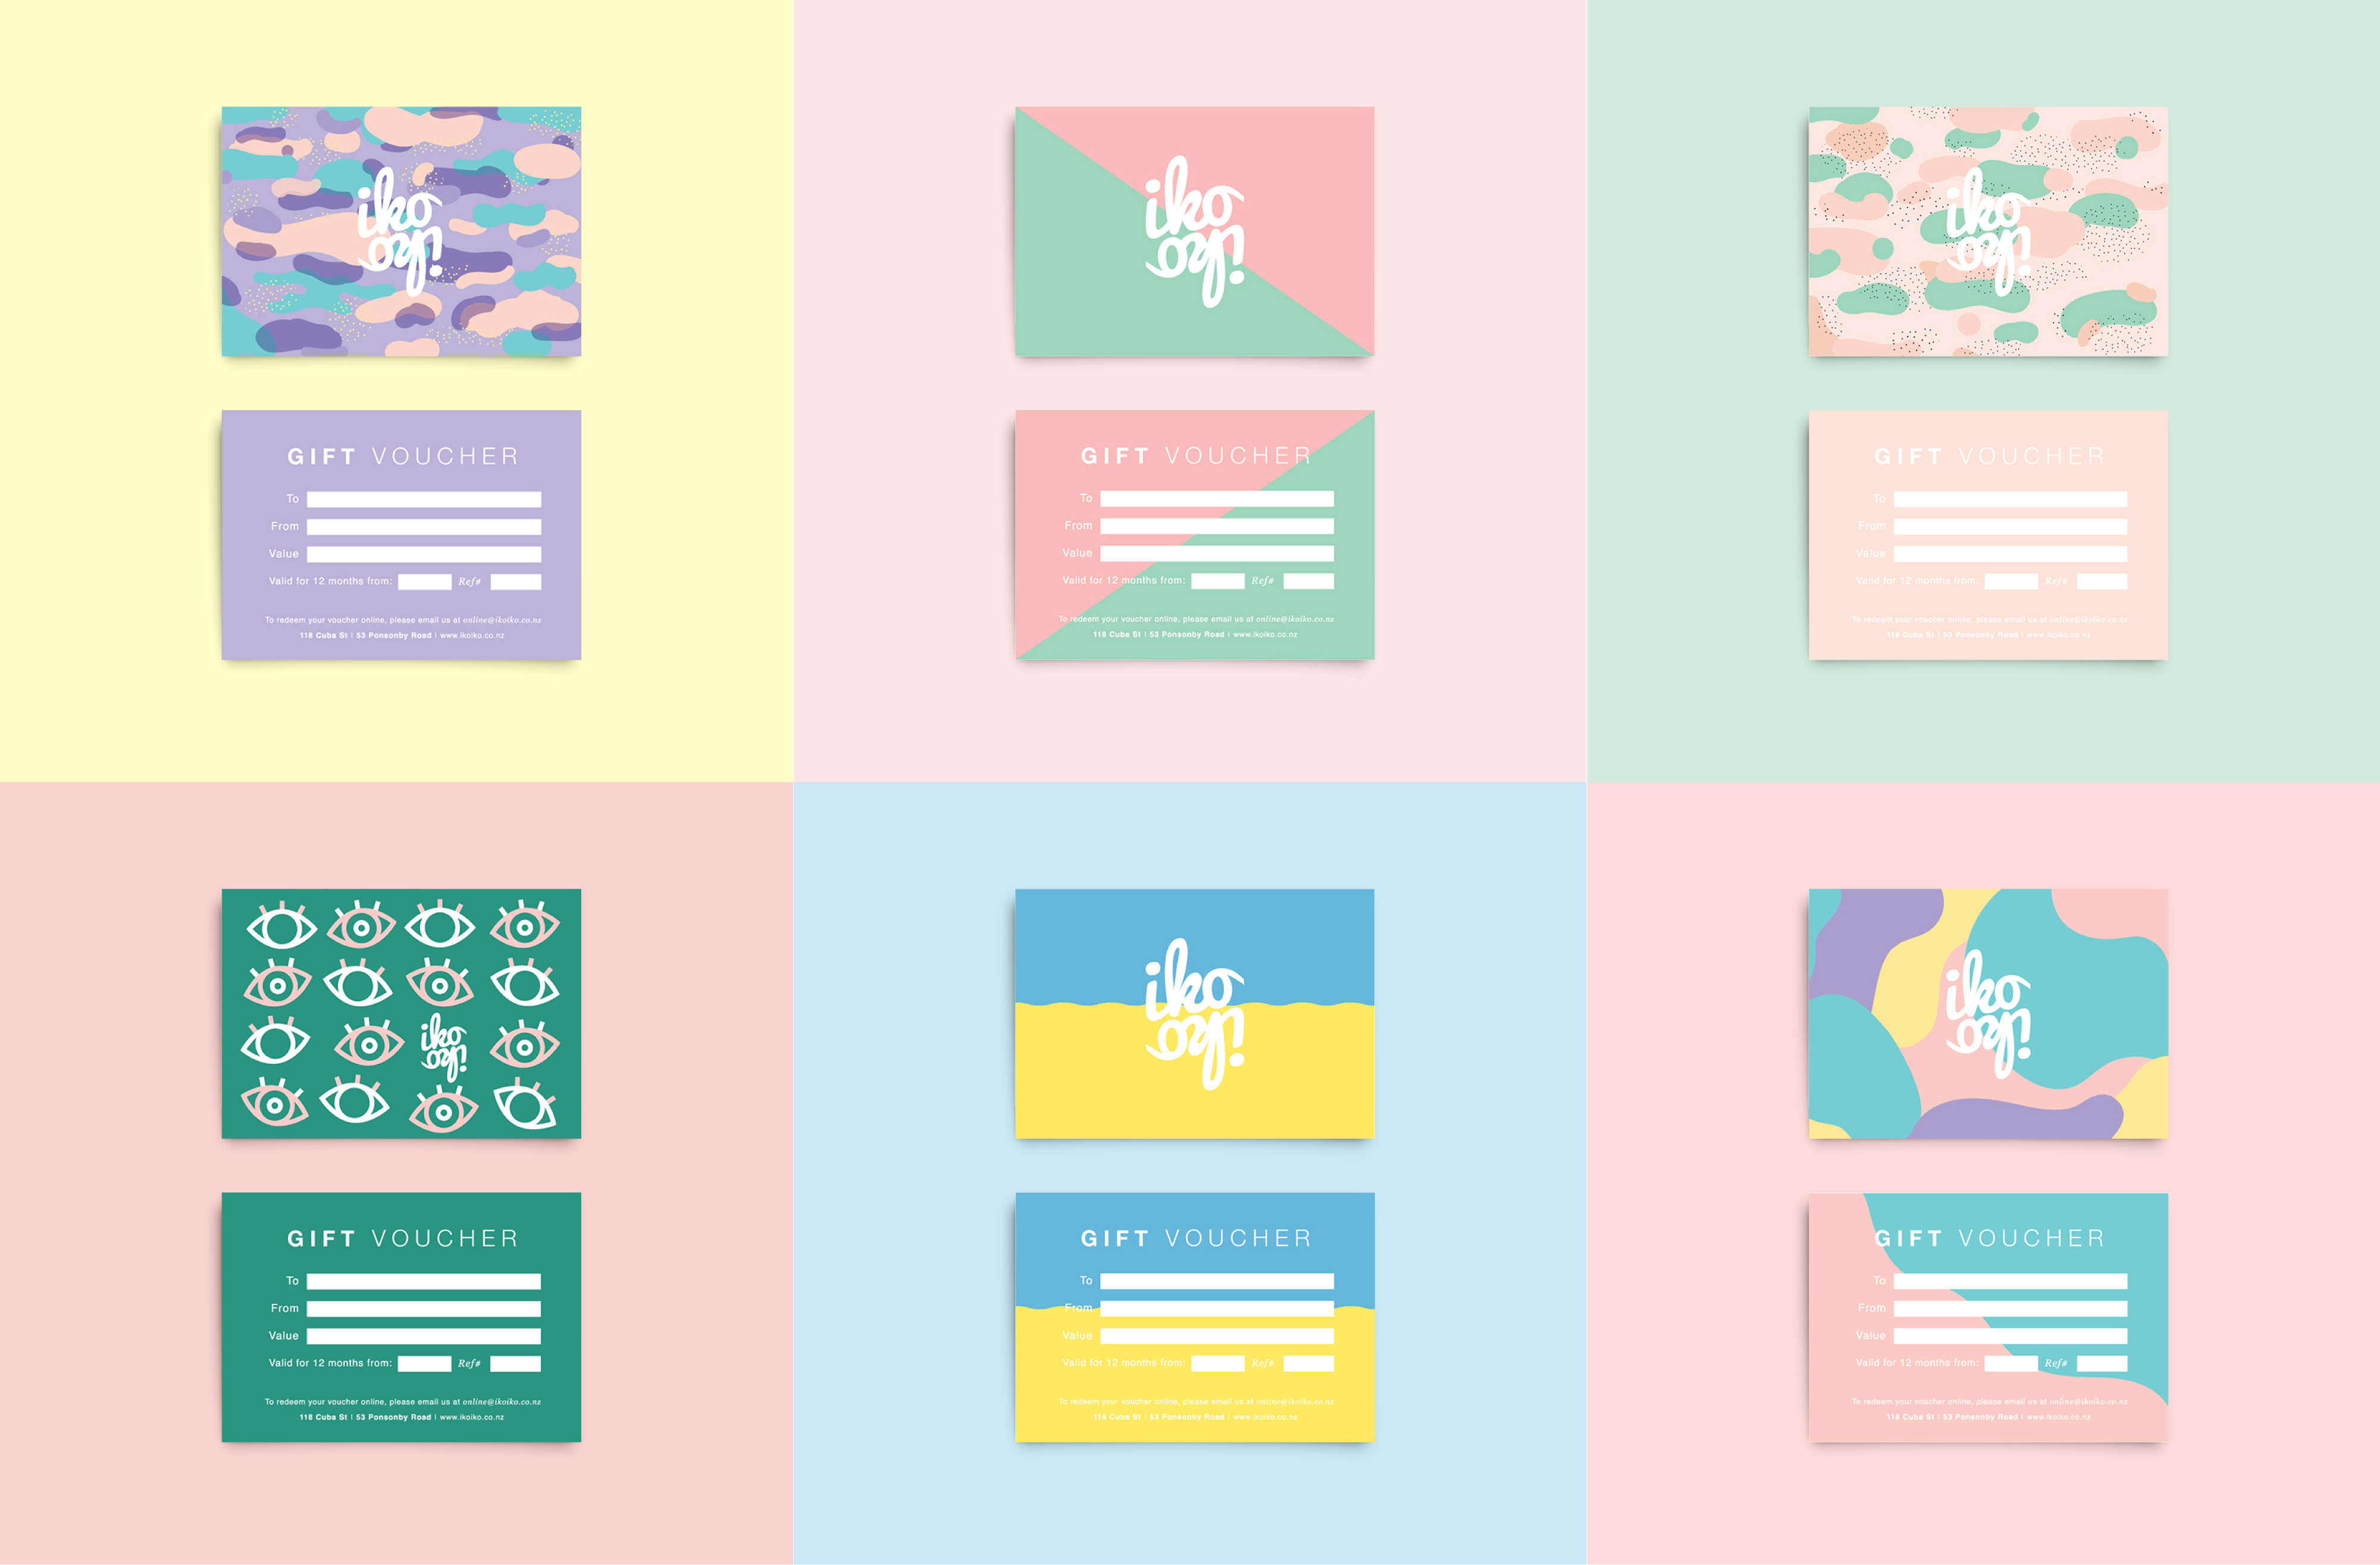 iko
iko
GIFT VOUCHER
To
From
Value
Valid for 12 months from: Ref#
To redeem your voucher online, please email us at online@ikoiko.co.nz
118 Cuba St | 53 Ponsonby Road | www.ikoiko.co.nz
iko
iko
GIFT VOUCHER
To
From
Value
Valid for 12 months from: Ref#
To redeem your voucher online, please email us at online@ikoiko.co.nz
118 Cuba St | 53 Ponsonby Road | www.ikoiko.co.nz
iko
iko
GIFT VOUCHER
To
From
Value
Valid for 12 months from: Ref#
To redeem your voucher online, please email us at online@ikoiko.co.nz
118 Cuba St | 53 Ponsonby Road | www.ikoiko.co.nz
iko
iko
GIFT VOUCHER
To
From
Value
Valid for 12 months from: Ref#
To redeem your voucher online, please email us at online@ikoiko.co.nz
118 Cuba St | 53 Ponsonby Road | www.ikoiko.co.nz
iko
iko
GIFT VOUCHER
To
From
Value
Valid for 12 months from: Ref#
To redeem your voucher online, please email us at online@ikoiko.co.nz
118 Cuba St | 53 Ponsonby Road | www.ikoiko.co.nz
iko
iko
GIFT VOUCHER
To
From
Value
Valid for 12 months from: Ref#
To redeem your voucher online, please email us at online@ikoiko.co.nz
118 Cuba St | 53 Ponsonby Road | www.ikoiko.co.nz